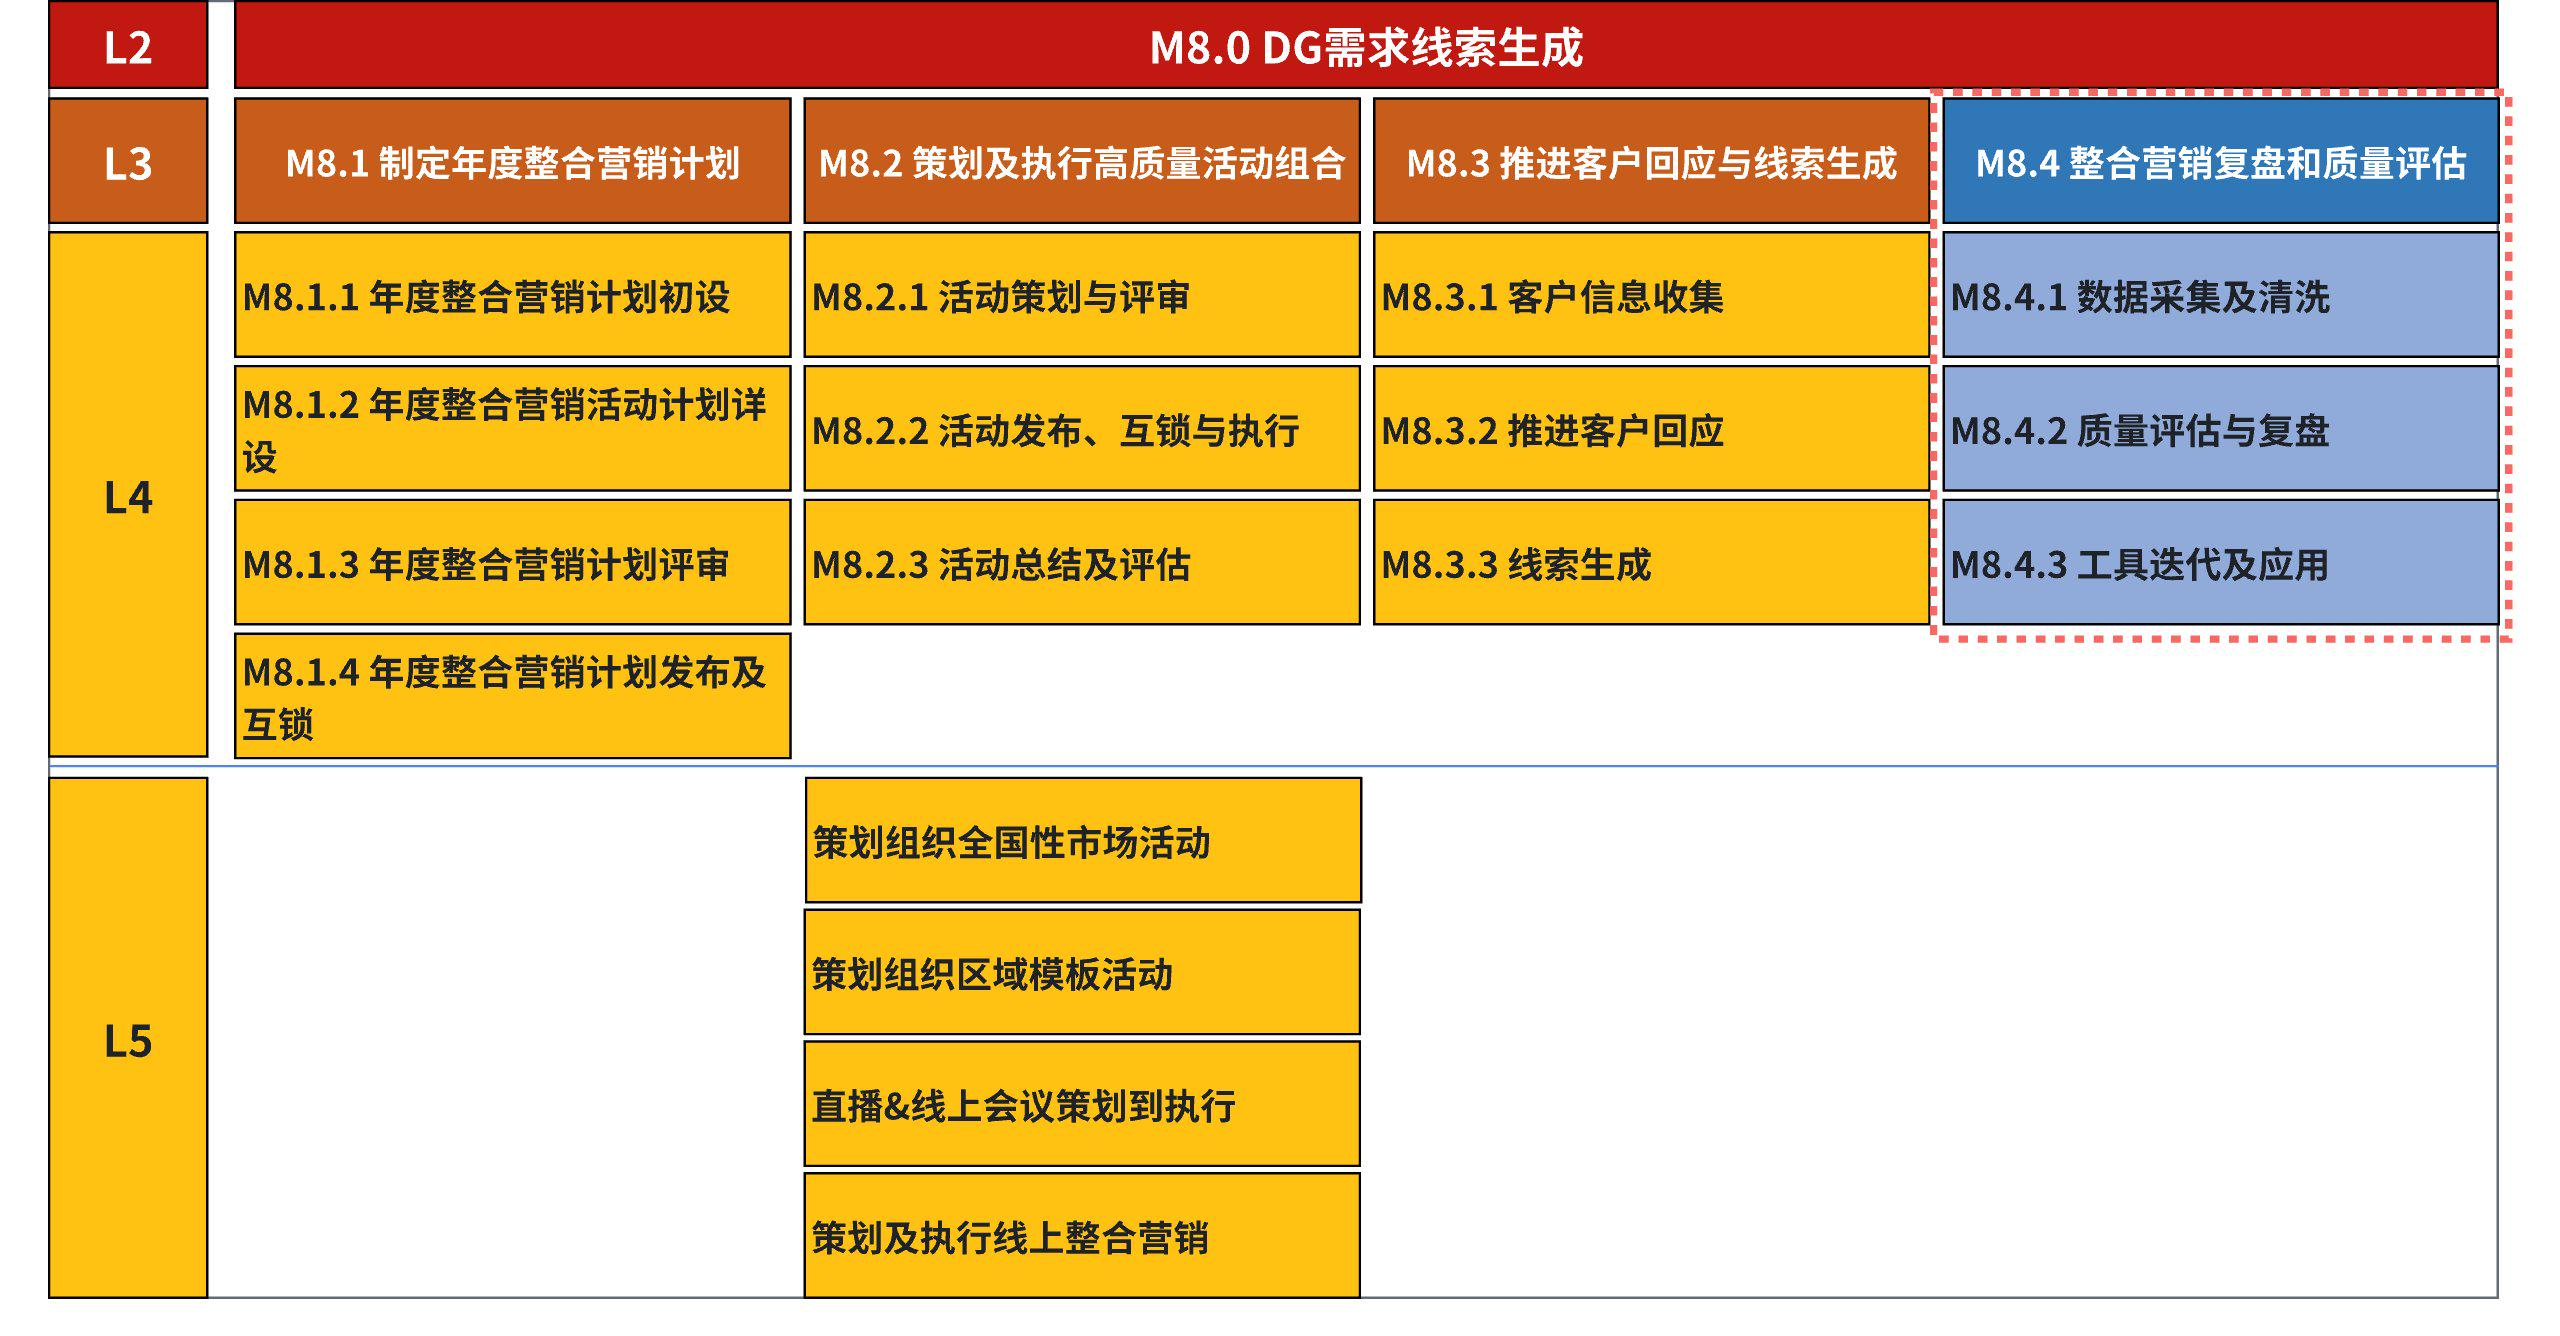 L2
M8.0 DG需求线索生成
L3
M8.1 制定年度整合营销计划
M8.2 策划及执行高质量活动组合
M8.3 推进客户回应与线索生成
M8.4 整合营销复盘和质量评估
L4
M8.1.1 年度整合营销计划初设
M8.2.1 活动策划与评审
M8.3.1 客户信息收集
M8.4.1 数据采集及清洗
M8.1.2 年度整合营销活动计划详
设
M8.2.2 活动发布、互锁与执行
M8.3.2 推进客户回应
M8.4.2 质量评估与复盘
M8.1.3 年度整合营销计划评审
M8.2.3 活动总结及评估
M8.3.3 线索生成
M8.4.3 工具迭代及应用
M8.1.4 年度整合营销计划发布及
互锁
L5
策划组织全国性市场活动
策划组织区域模板活动
直播&线上会议策划到执行
策划及执行线上整合营销